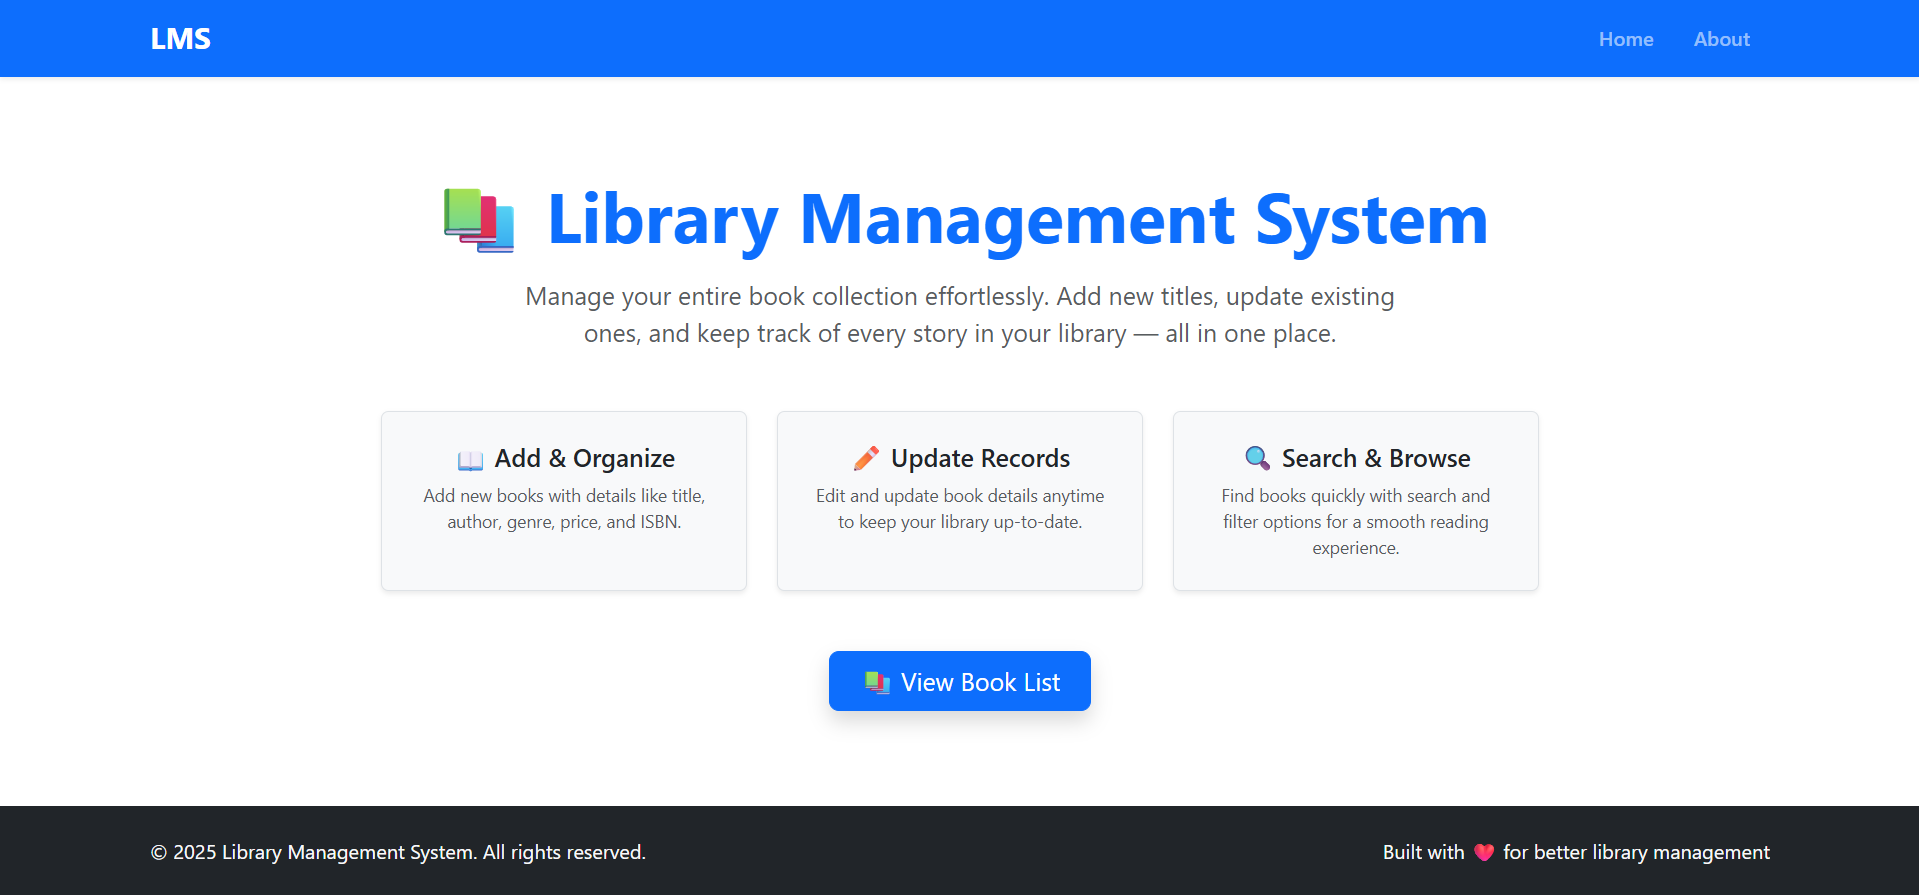 LMS
Home
About
📚 Library Management System
Manage your entire book collection effortlessly. Add new titles, update existing
ones, and keep track of every story in your library — all in one place.
📖 Add & Organize
Add new books with details like title,
author, genre, price, and ISBN.
✏️ Update Records
Edit and update book details anytime
to keep your library up-to-date.
🔍 Search & Browse
Find books quickly with search and
filter options for a smooth reading
experience.
📚 View Book List
© 2025 Library Management System. All rights reserved.
Built with ❤️ for better library management